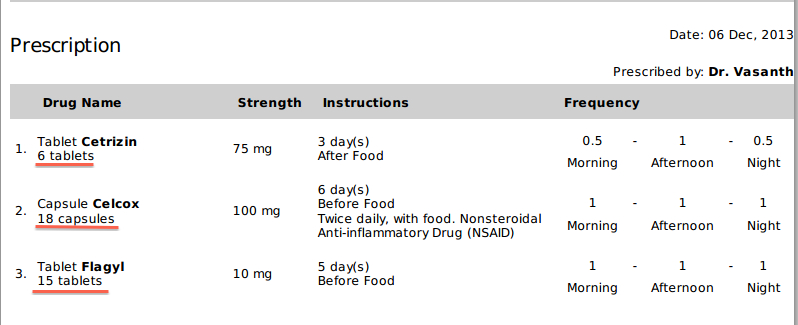 Date: 06 Dec, 2013
Prescription
Prescribed by: Dr. Vasanth
Drug Name Strength Instructions Frequency
1. Tablet Cetrizin
6 tablets
75 mg
3 day(s)
After Food
0.5 - 1 - 0.5
Morning Afternoon Night
2. Capsule Celcox
18 capsules
100 mg
6 day(s)
Before Food
Twice daily, with food. Nonsteroidal
Anti-inflammatory Drug (NSAID)
1 - 1 - 1
Morning Afternoon Night
3. Tablet Flagyl
15 tablets
10 mg
5 day(s)
Before Food
1 - 1 - 1
Morning Afternoon Night